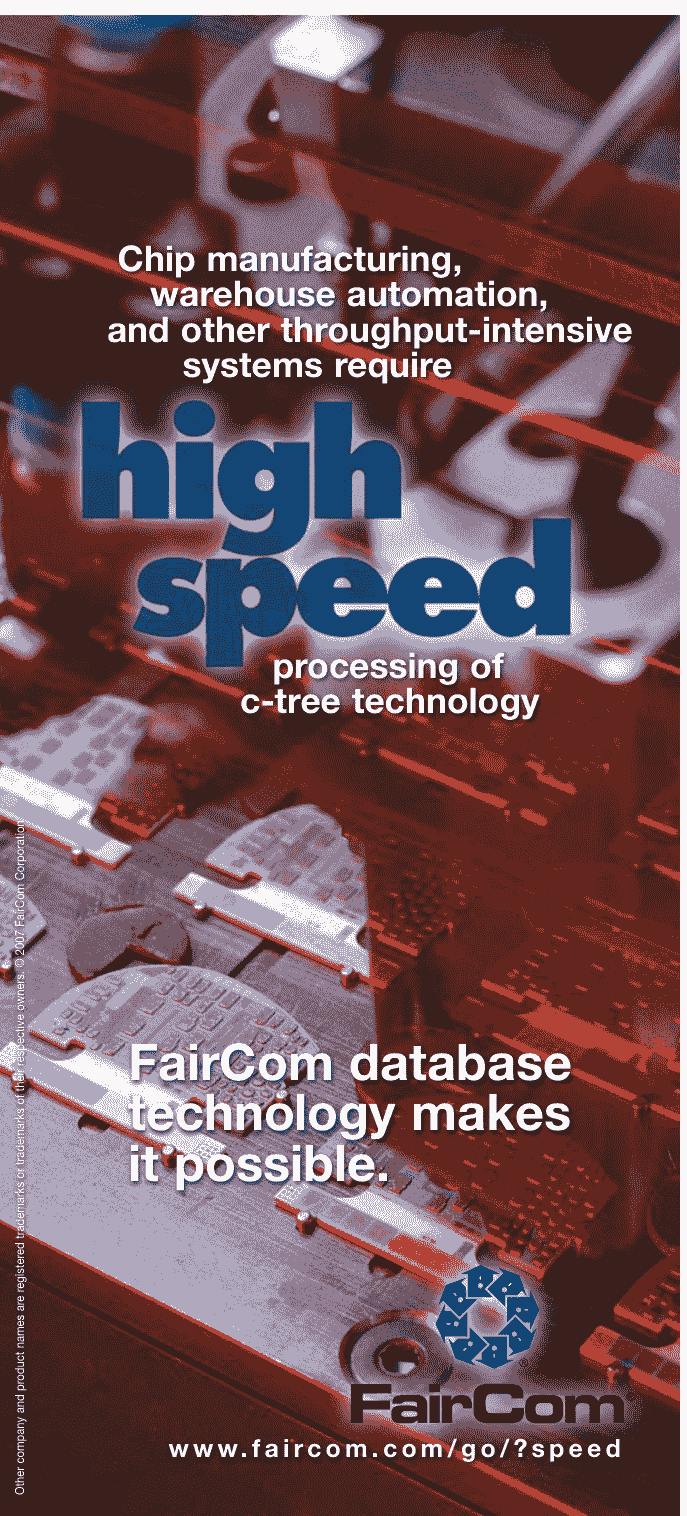 Chip manufacturing,
warehouse automation,
and other throughput-intensive
systems require
high
speed
processing of
c-tree technology
FairCom database
technology makes
it possible.
FairCom
www.faircom.com/go/?speed
Other company and product names are registered trademarks or trademarks of their respective owners. © 2007 FairCom Corporation